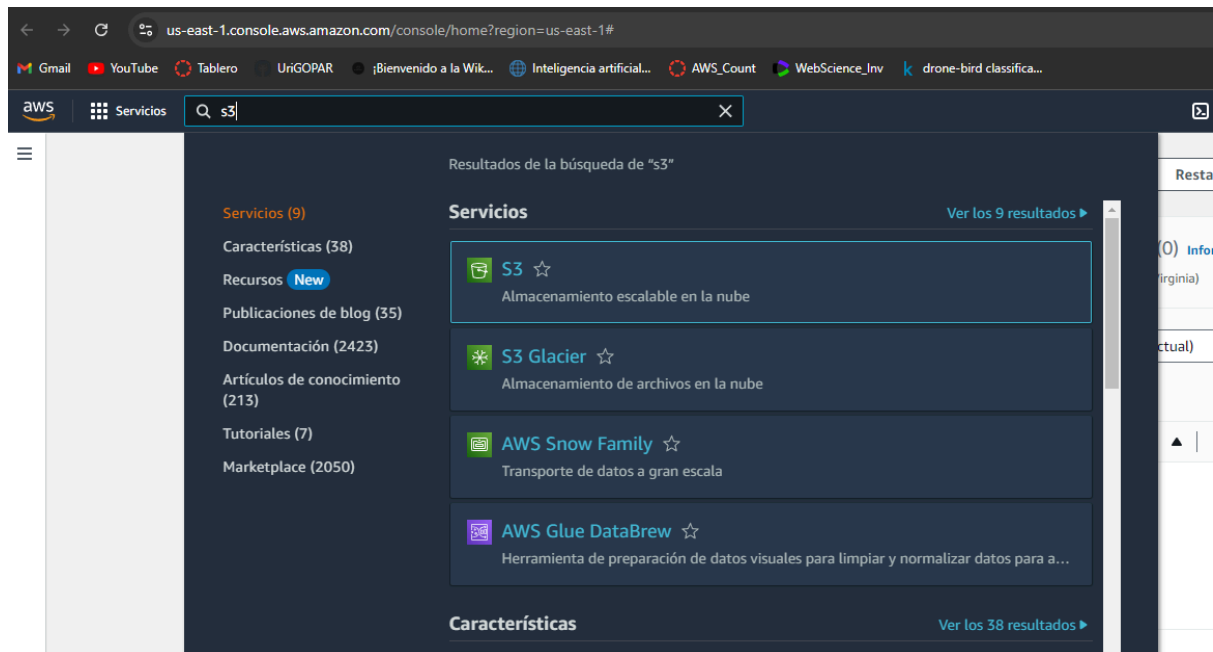 us-east-1.console.aws.amazon.com/console/home?region=us-east-1#
Gmail YouTube Tablero UriGOPAR ¡Bienvenido a la Wik... Inteligencia artificial... AWS_Count WebScience_Inv drone-bird classifica...
aws Servicios s3
Resultados de la búsqueda de "s3"
Servicios (9)
Características (38)
Recursos New
Publicaciones de blog (35)
Documentación (2423)
Artículos de conocimiento
(213)
Tutoriales (7)
Marketplace (2050)
Servicios Ver los 9 resultados
S3
Almacenamiento escalable en la nube
S3 Glacier
Almacenamiento de archivos en la nube
AWS Snow Family
Transporte de datos a gran escala
AWS Glue DataBrew
Herramienta de preparación de datos visuales para limpiar y normalizar datos para a...
Características Ver los 38 resultados
Resta
(0) Infor
Virginia)
ctual)